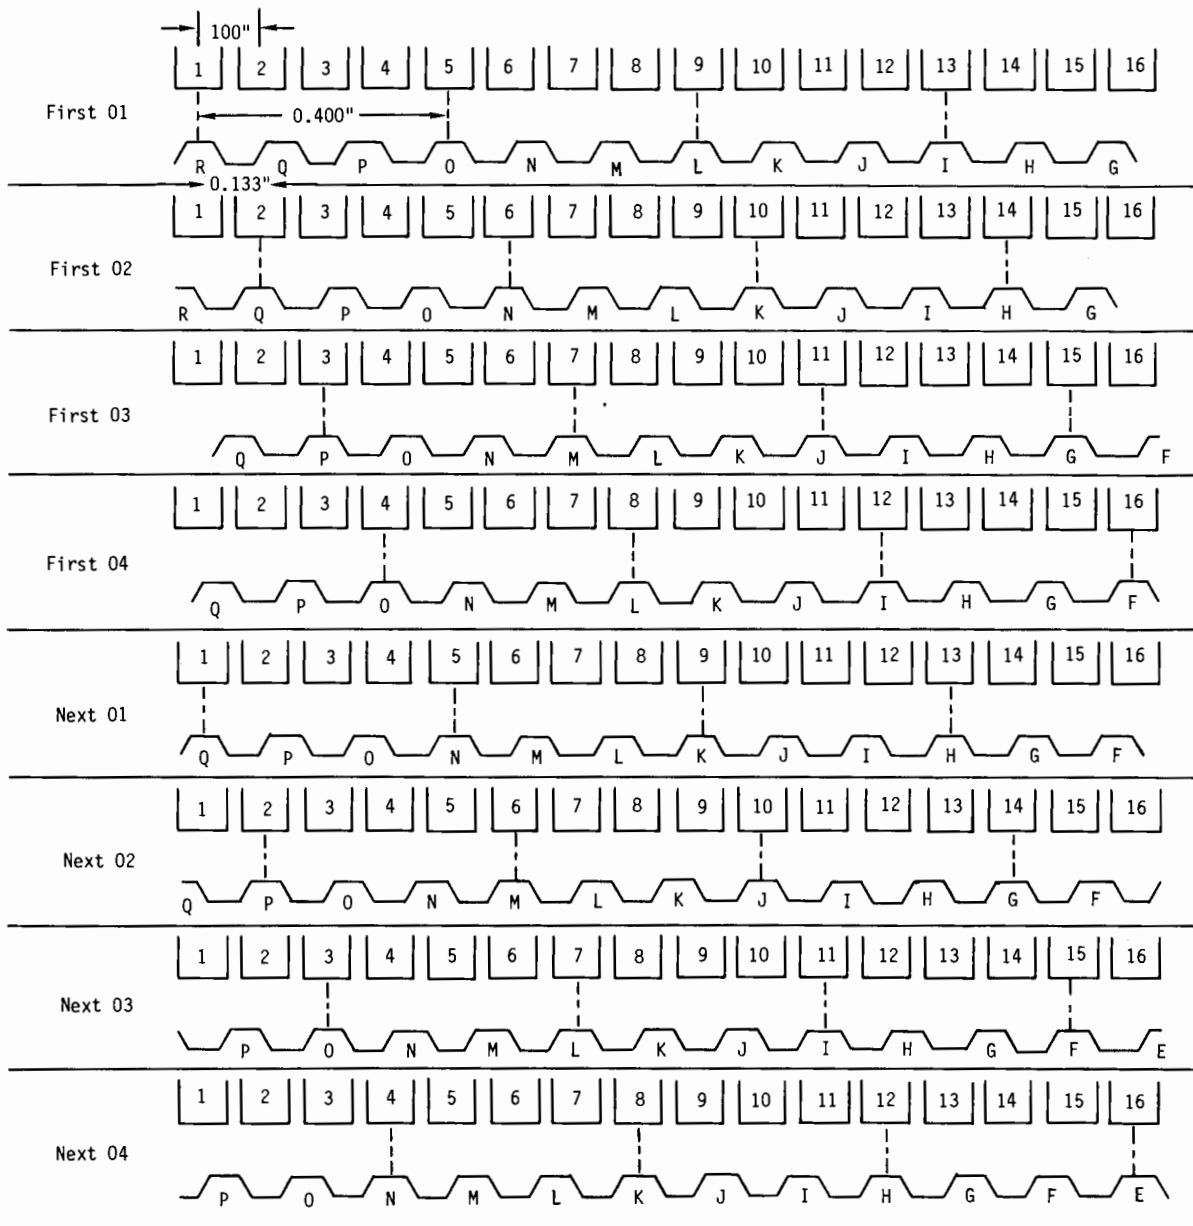 100"
1 2 3 4 5 6 7 8 9 10 11 12 13 14 15 16
First 01
0.400"
R Q P O N M L K J I H G
0.133"
1 2 3 4 5 6 7 8 9 10 11 12 13 14 15 16
First 02
R Q P O N M L K J I H G
1 2 3 4 5 6 7 8 9 10 11 12 13 14 15 16
First 03
Q P O N M L K J I H G F
1 2 3 4 5 6 7 8 9 10 11 12 13 14 15 16
First 04
Q P O N M L K J I H G F
1 2 3 4 5 6 7 8 9 10 11 12 13 14 15 16
Next 01
Q P O N M L K J I H G F
1 2 3 4 5 6 7 8 9 10 11 12 13 14 15 16
Next 02
Q P O N M L K J I H G F
1 2 3 4 5 6 7 8 9 10 11 12 13 14 15 16
Next 03
P O N M L K J I H G F E
1 2 3 4 5 6 7 8 9 10 11 12 13 14 15 16
Next 04
P O N M L K J I H G F E